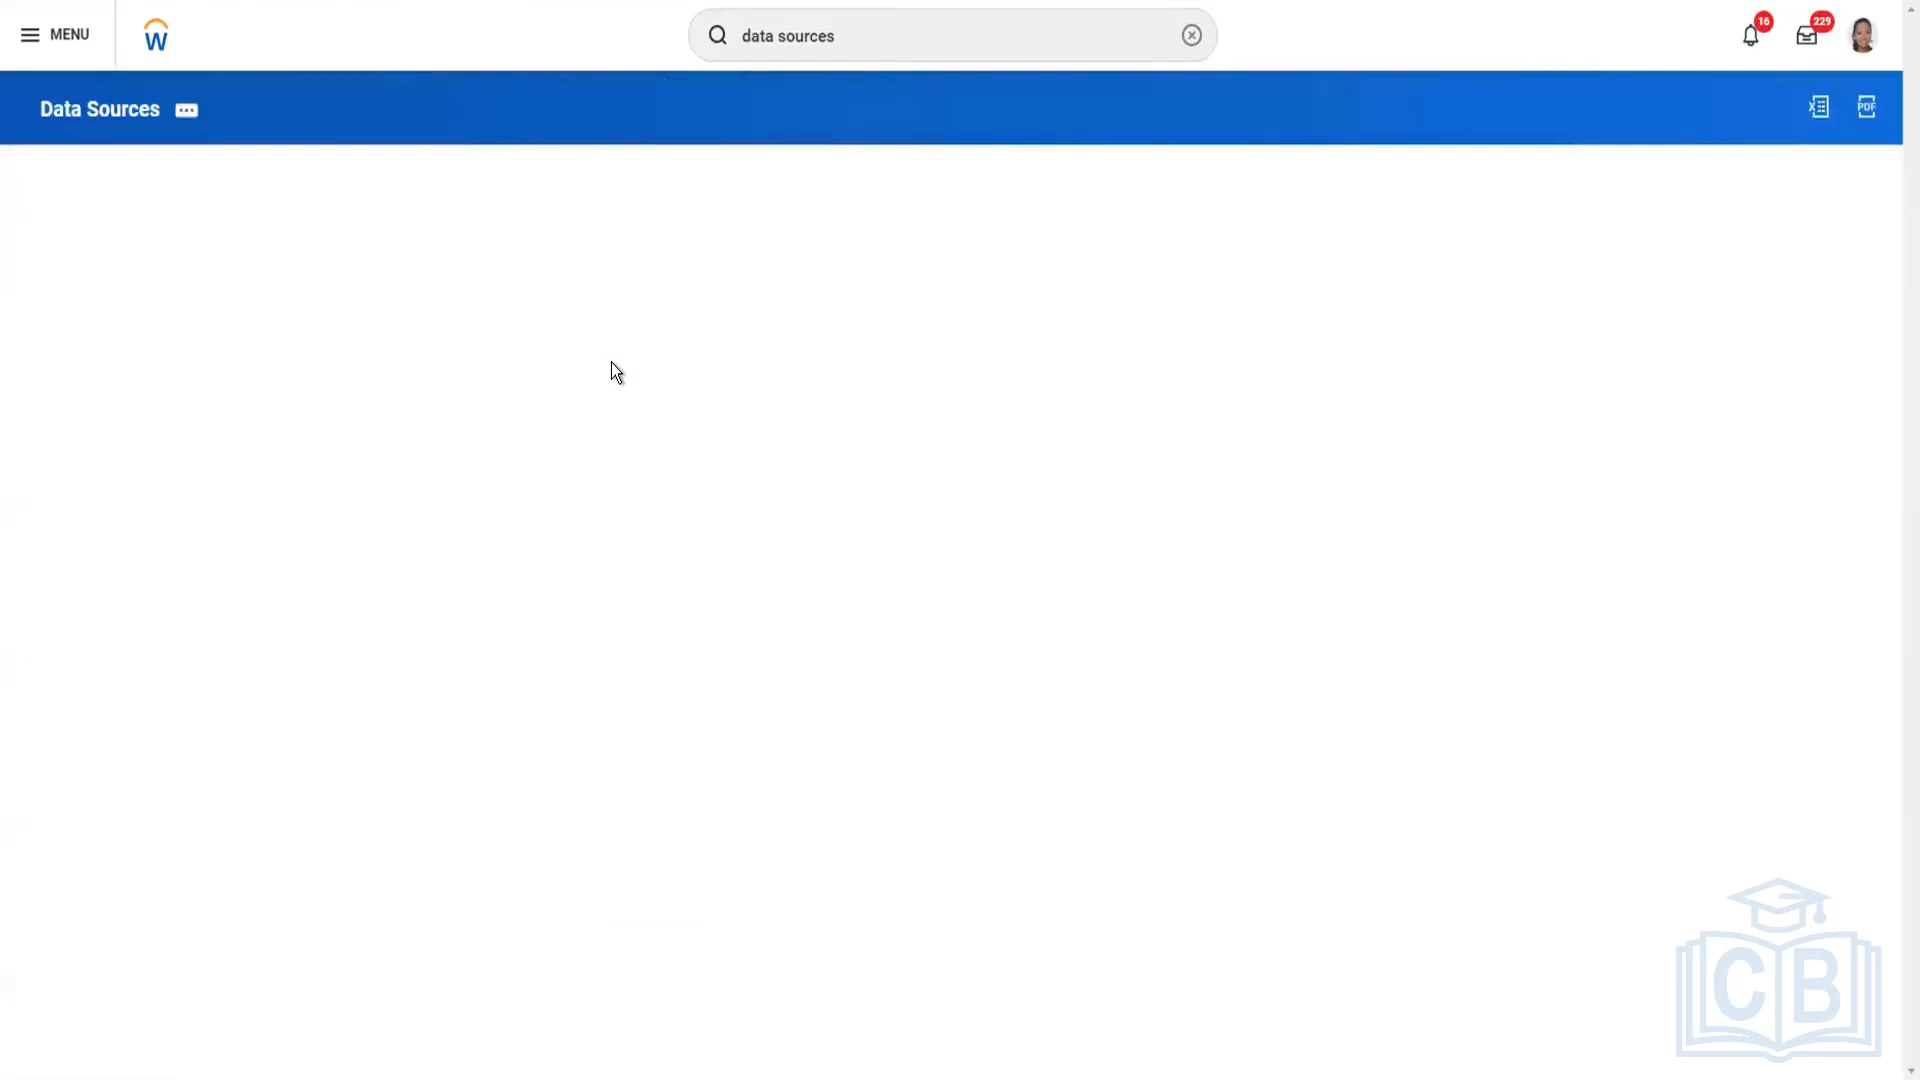 MENU
W
data sources
16
229
Data Sources
X
PDF
CB